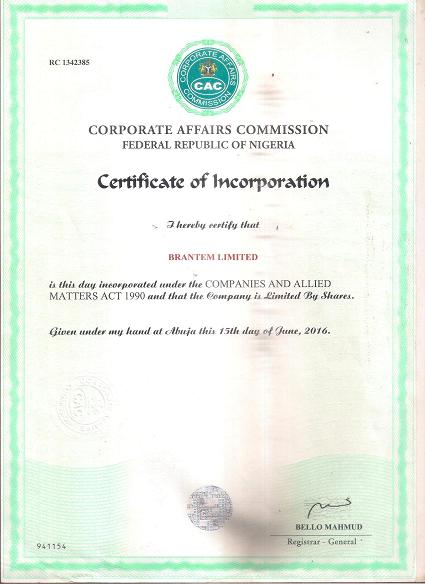 RC 1342385
CORPORATE AFFAIRS
CAC
COMMISSION
CORPORATE AFFAIRS COMMISSION
FEDERAL REPUBLIC OF NIGERIA
Certificate of Incorporation
I hereby certify that
BRANTEM LIMITED
is this day incorporated under the COMPANIES AND ALLIED
MATTERS ACT 1990 and that the Company is Limited By Shares.
Given under my hand at Abuja this 15th day of June, 2016.
CAC
BELLO MAHMUD
Registrar - General
941154